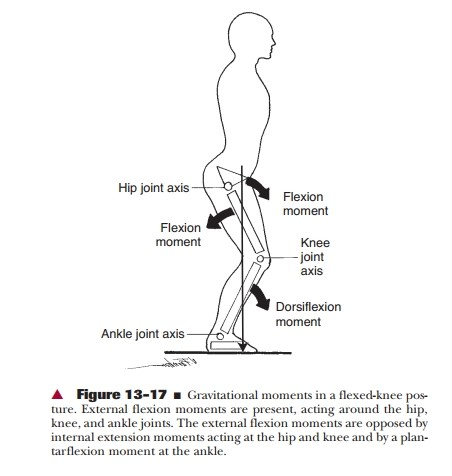 Hip joint axis
Flexion
moment
Flexion
moment
Knee
joint
axis
Dorsiflexion
moment
Ankle joint axis
▲ Figure 13-17 ■ Gravitational moments in a flexed-knee pos-
ture. External flexion moments are present, acting around the hip,
knee, and ankle joints. The external flexion moments are opposed by
internal extension moments acting at the hip and knee and by a plan-
tarflexion moment at the ankle.